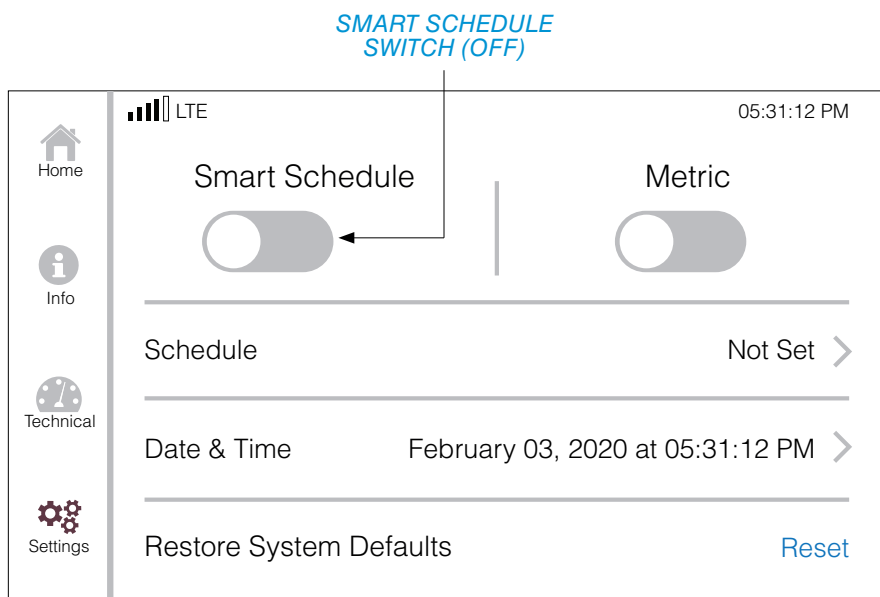 SMART SCHEDULE
SWITCH (OFF)
LTE
05:31:12 PM
Home
Smart Schedule
Metric
Info
Schedule
Not Set
Technical
Date & Time
February 03, 2020 at 05:31:12 PM
Settings
Restore System Defaults
Reset